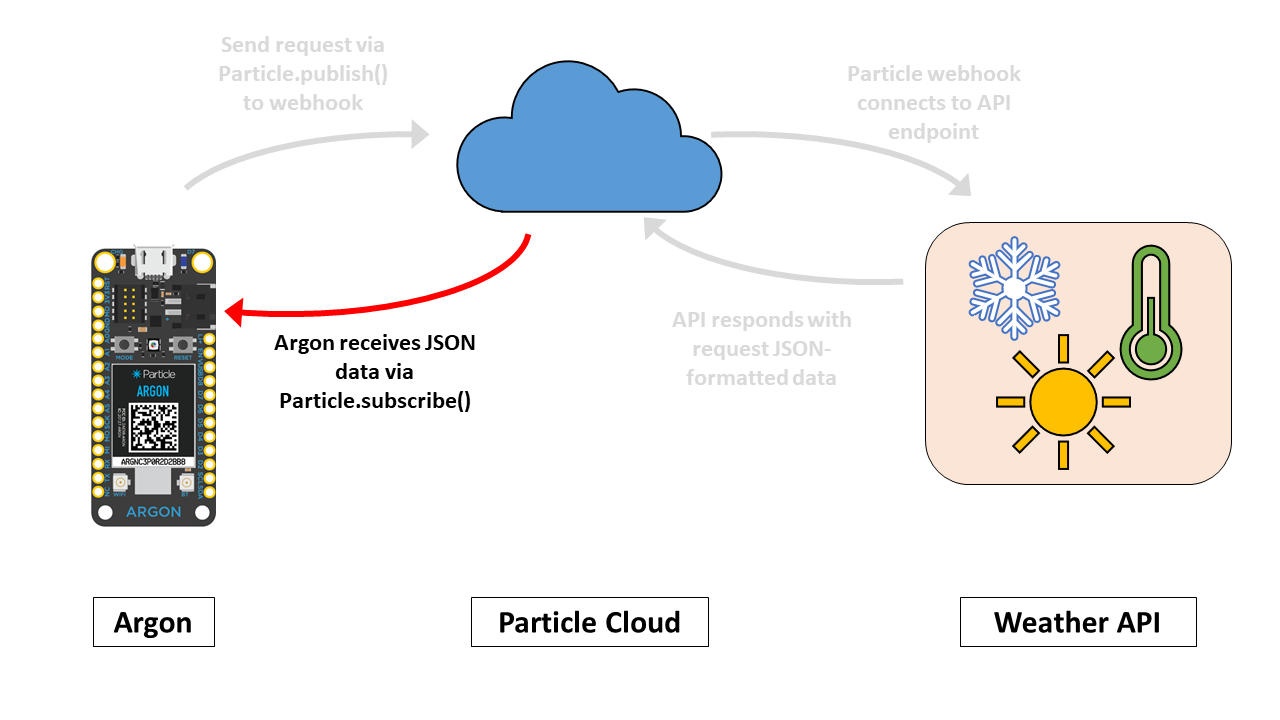 Send request via
Particle.publish()
to webhook
Particle webhook
connects to API
endpoint
Argon receives JSON
data via
Particle.subscribe()
API responds with
request JSON-
formatted data
MODE
RESET
Particle
ARGON
ARGNC3P0R2D2BBB
WIFI
BT
ARGON
Argon
Particle Cloud
Weather API